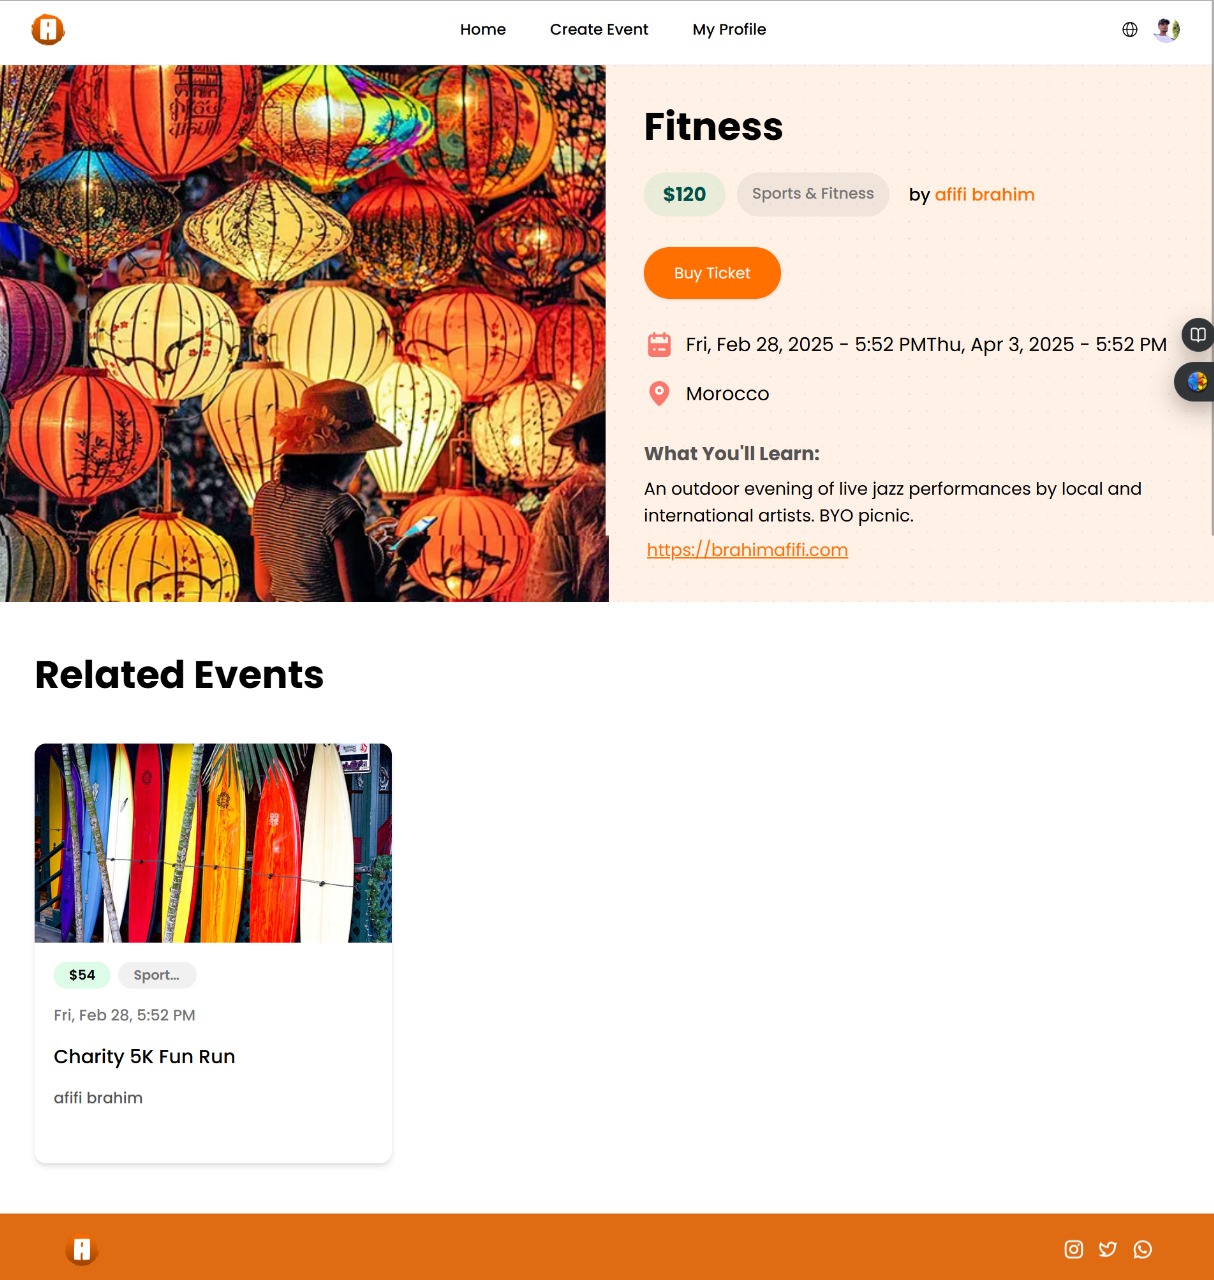 Home Create Event My Profile
Fitness
$120 Sports & Fitness by afifi brahim
Buy Ticket
Fri, Feb 28, 2025 - 5:52 PMThu, Apr 3, 2025 - 5:52 PM
Morocco
What You'll Learn:
An outdoor evening of live jazz performances by local and
international artists. BYO picnic.
https://brahimafifi.com
Related Events
$54 Sport...
Fri, Feb 28, 5:52 PM
Charity 5K Fun Run
afifi brahim